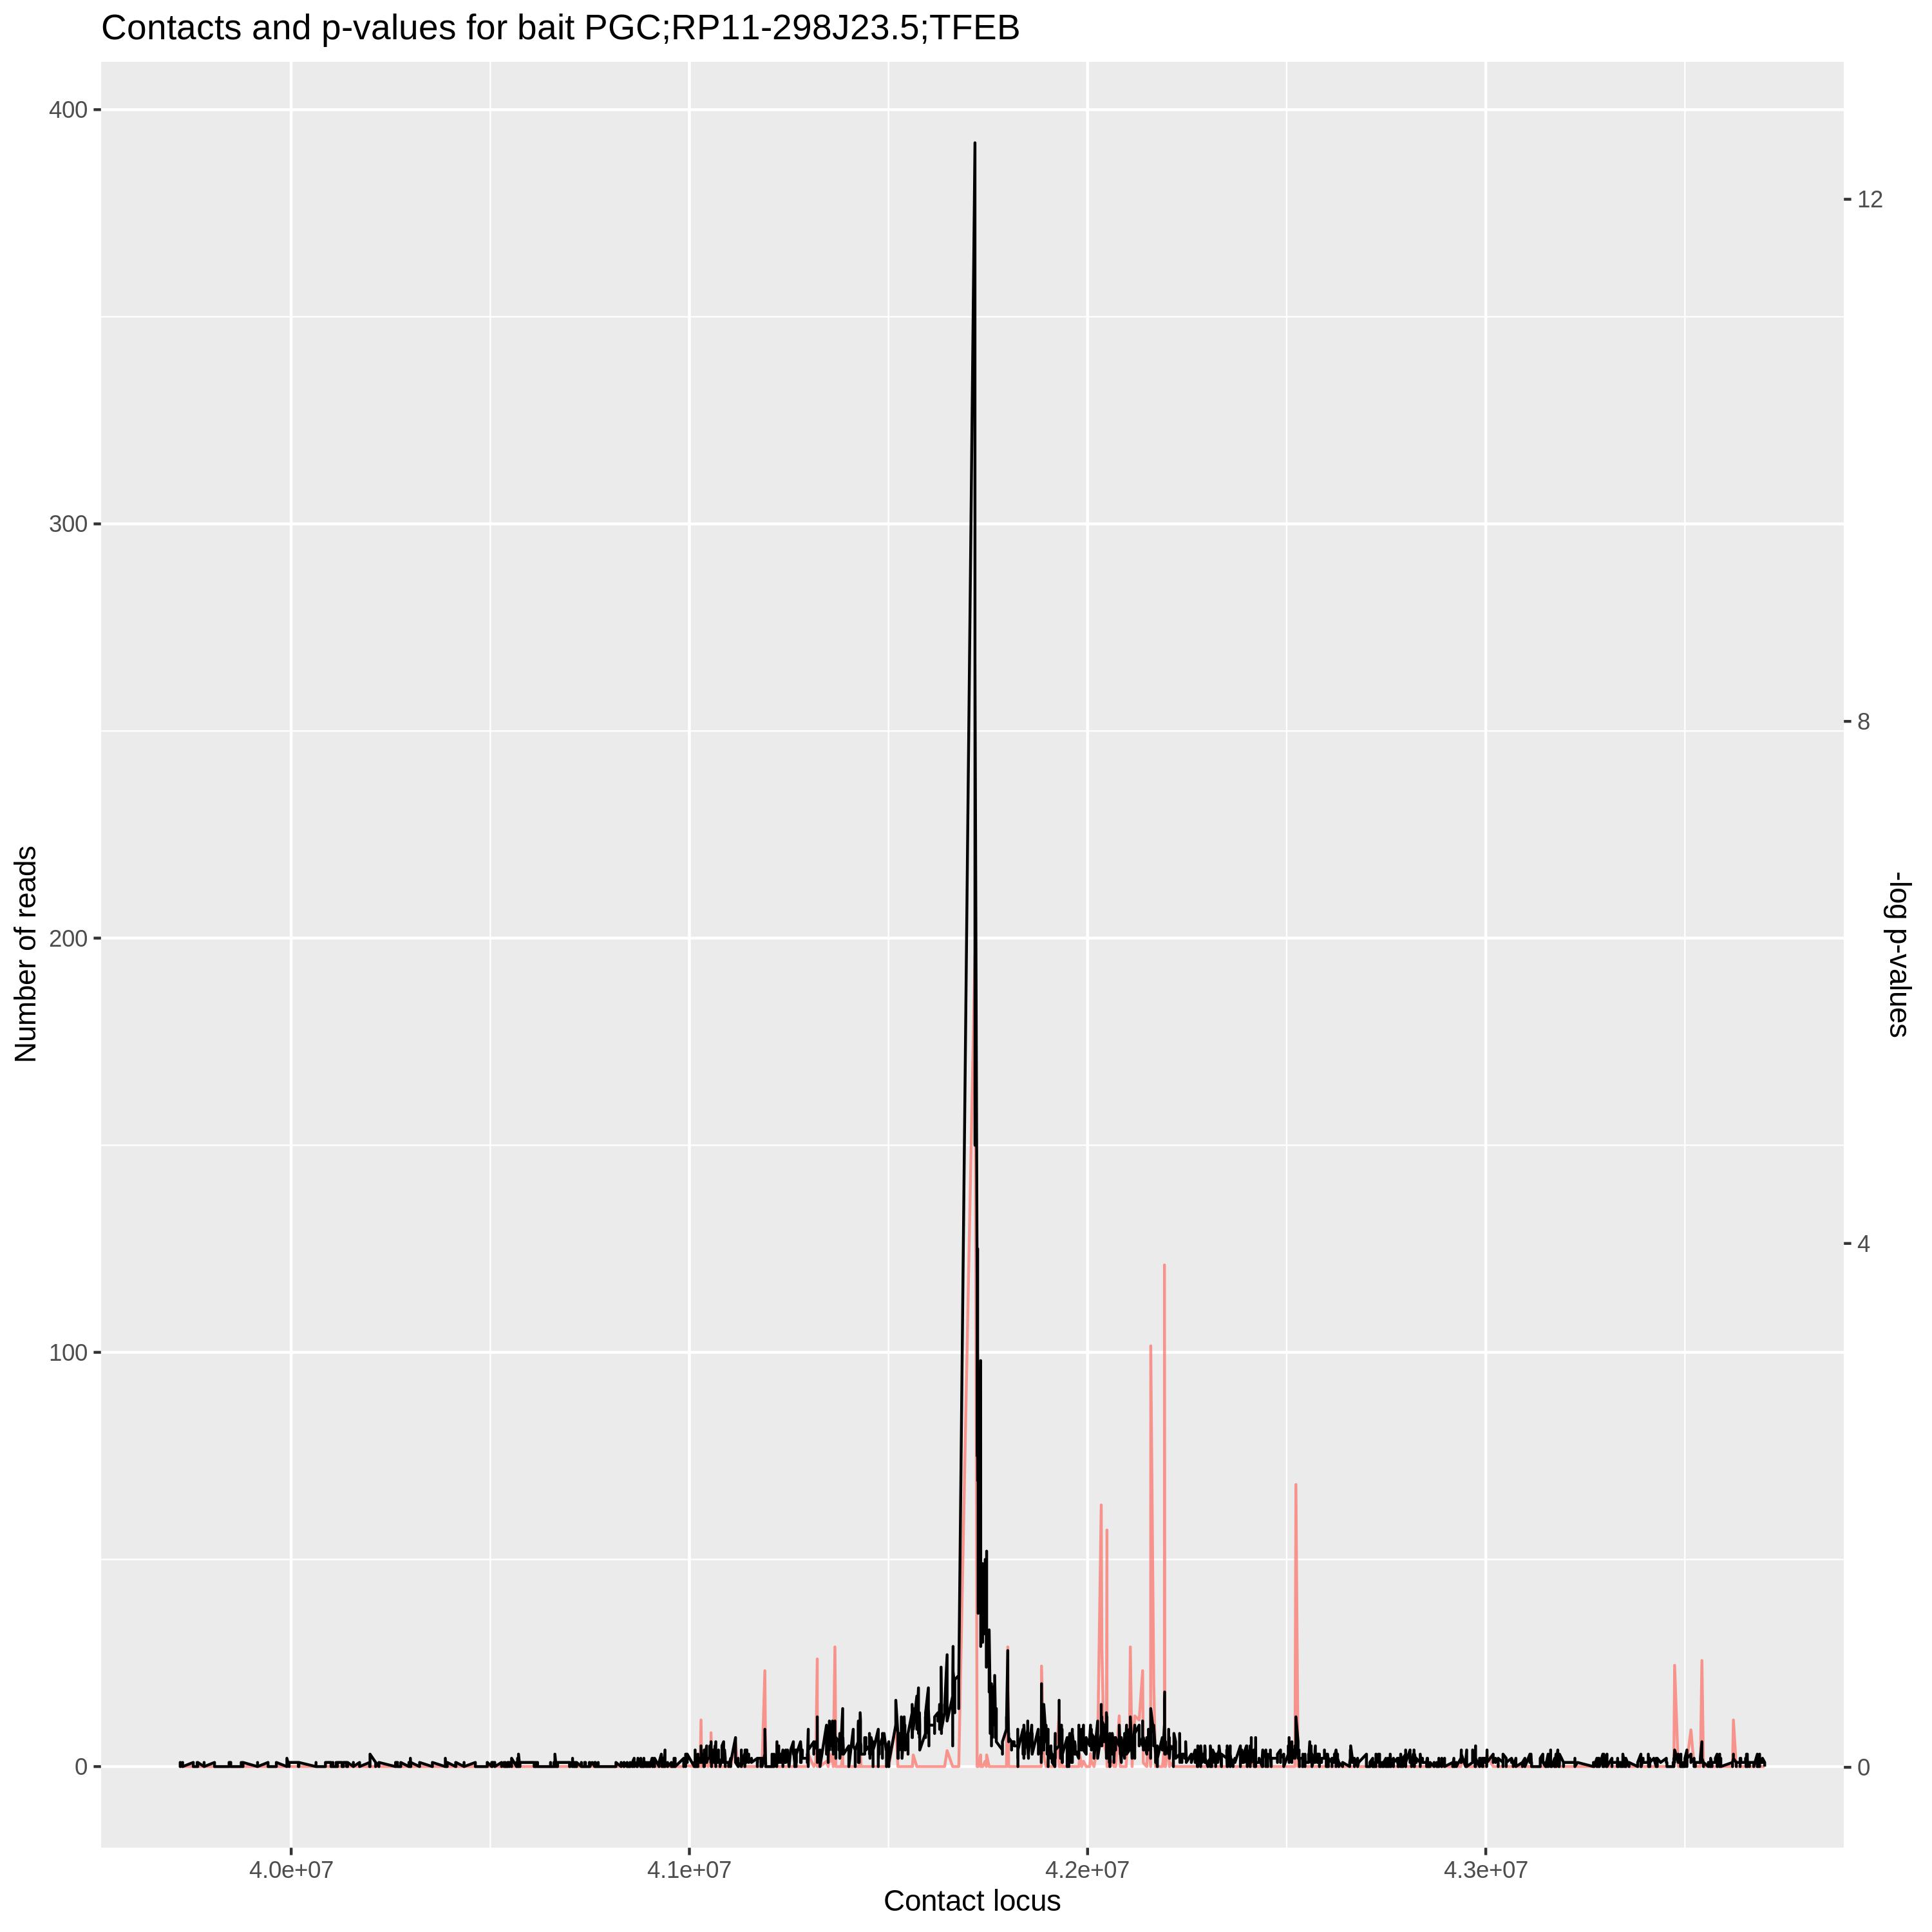 Contacts and p-values for bait PGC;RP11-298J23.5;TFEB
400
300
200
100
0
Number of reads
12
8
4
0
-log p-values
4.0e+07
4.1e+07
4.2e+07
4.3e+07
Contact locus